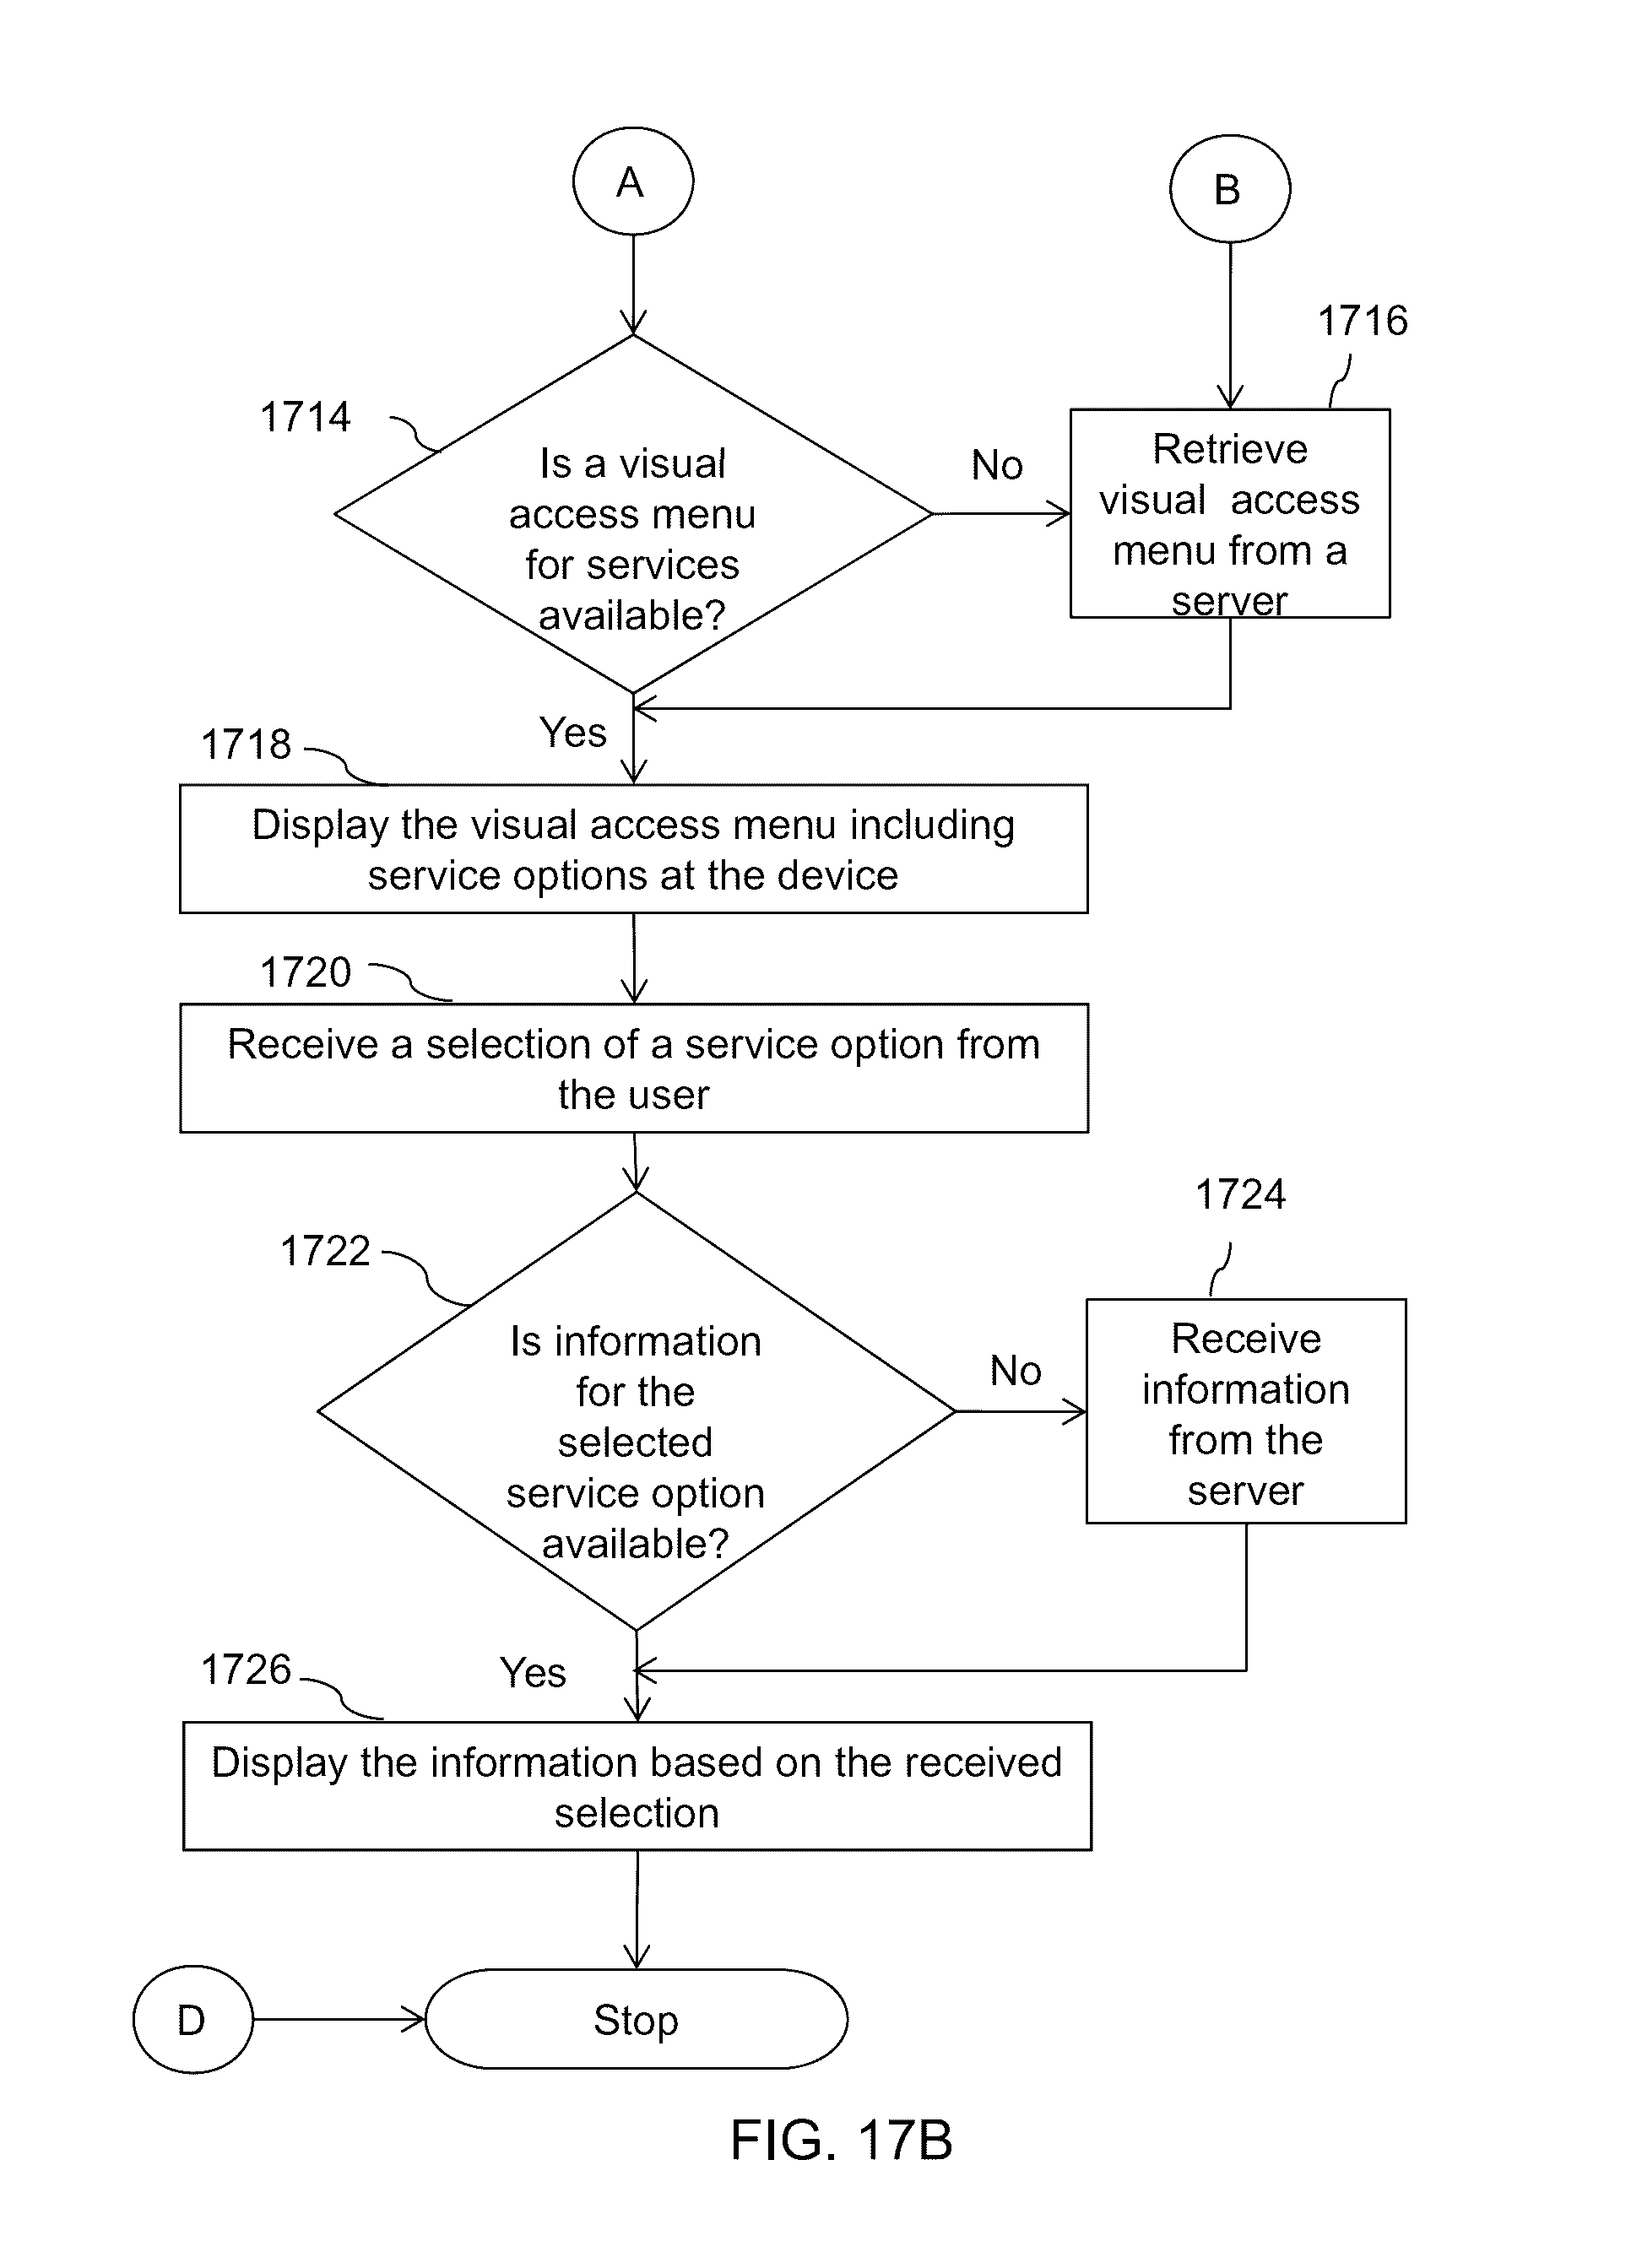 A
B
1716
1714
Is a visual
access menu
for services
available?
No
Retrieve
visual access
menu from a
server
Yes
1718
Display the visual access menu including
service options at the device
1720
Receive a selection of a service option from
the user
1724
1722
Is information
for the
selected
service option
available?
No
Receive
information
from the
server
1726
Yes
Display the information based on the received
selection
D
Stop
FIG. 17B